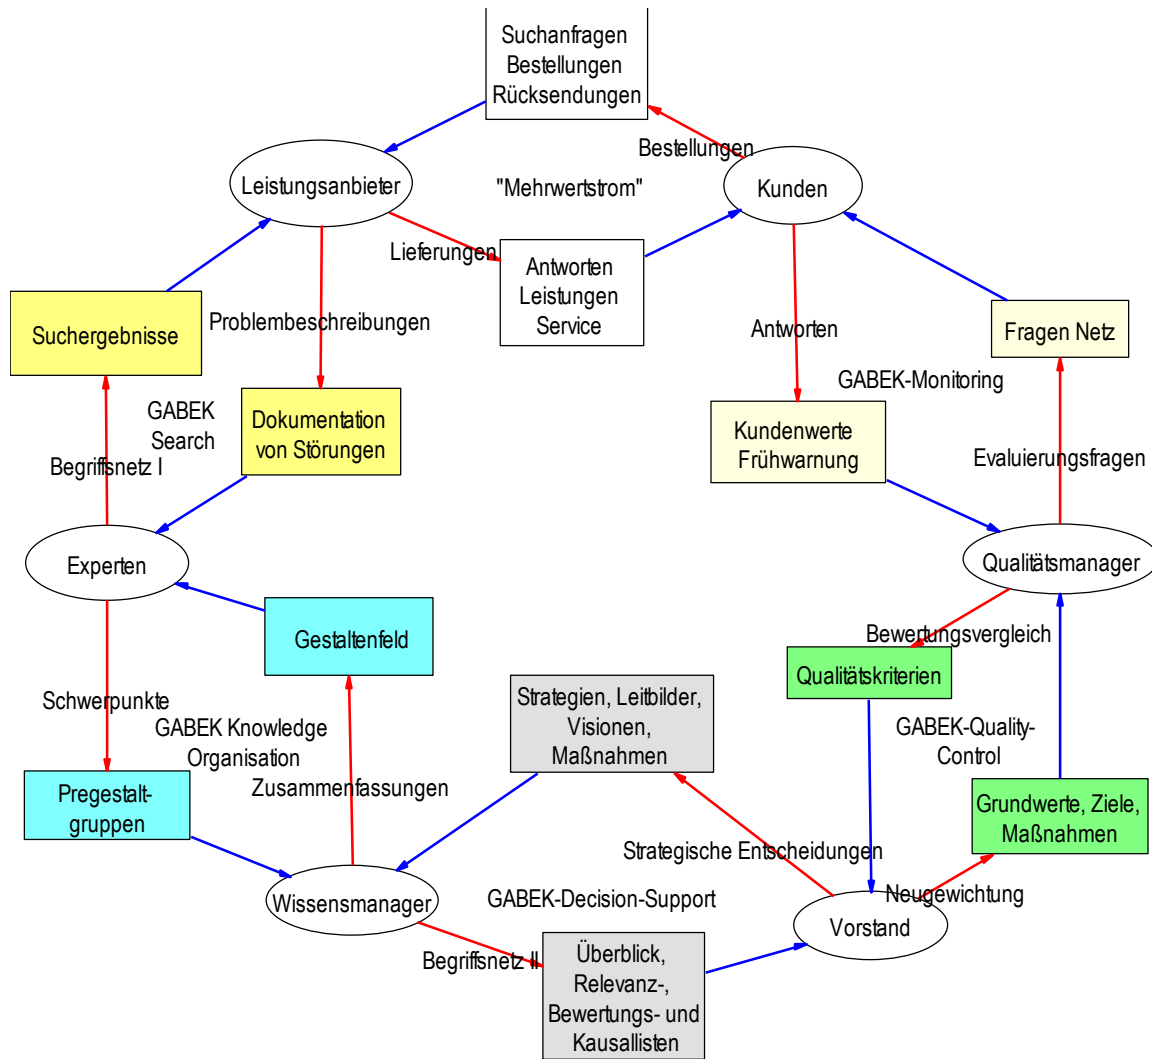 Suchanfragen
Bestellungen
Rücksendungen
Bestellungen
Leistungsanbieter
"Mehrwertstrom"
Kunden
Lieferungen
Antworten
Leistungen
Service
Suchergebnisse
Problembeschreibungen
Antworten
Fragen Netz
GABEK-Monitoring
GABEK
Search
Dokumentation
von Störungen
Kundenwerte
Frühwarnung
Begriffsnetz I
Evaluierungsfragen
Experten
Qualitätsmanager
Gestaltenfeld
Bewertungsvergleich
Qualitätskriterien
Schwerpunkte
Strategien, Leitbilder,
Visionen,
Maßnahmen
GABEK Knowledge
Organisation
GABEK-Quality-
Control
Zusammenfassungen
Pregestalt-
gruppen
Grundwerte, Ziele,
Maßnahmen
Strategische Entscheidungen
Neugewichtung
Wissensmanager
GABEK-Decision-Support
Vorstand
Begriffsnetz II
Überblick,
Relevanz-,
Bewertungs- und
Kausallisten